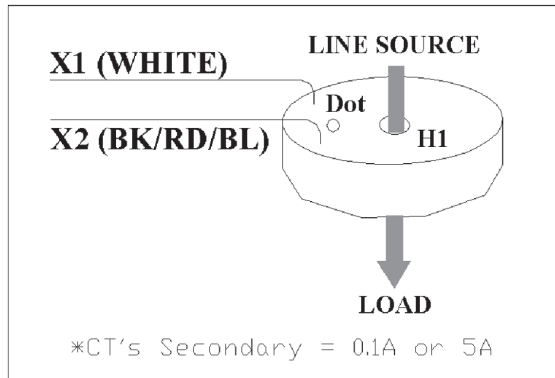 LINE SOURCE
X1 (WHITE)
Dot
X2 (BK/RD/BL)
H1
LOAD
*CT's Secondary = 0.1A or 5A